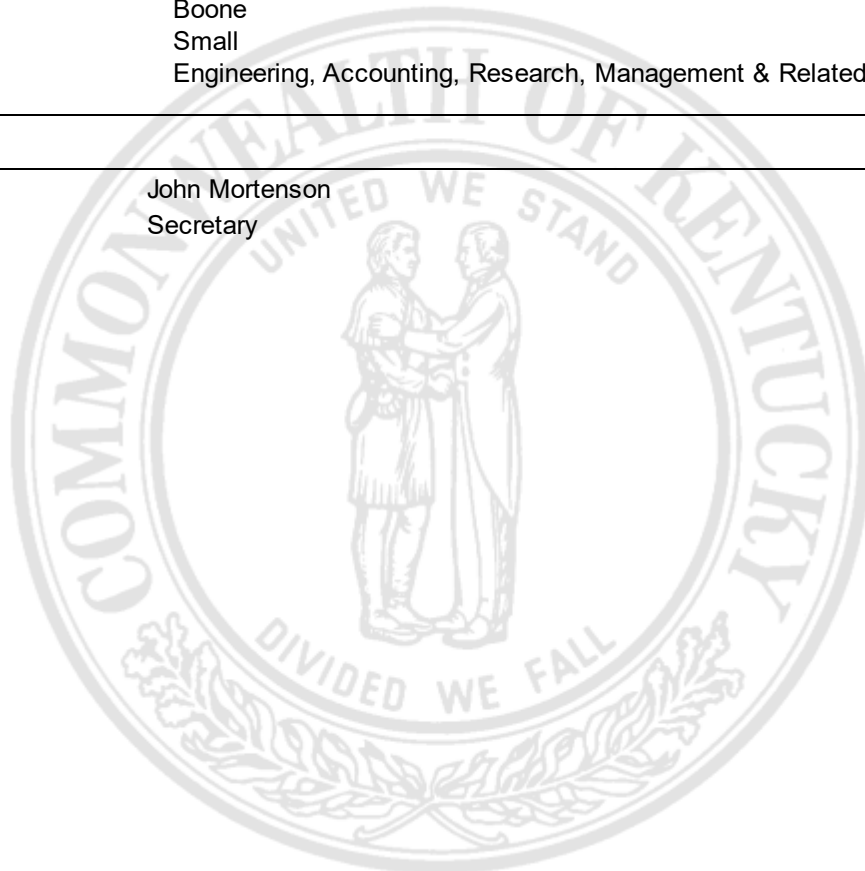 Boone
Small
Engineering, Accounting, Research, Management & Related
John Mortenson
Secretary
COMMONWEALTH OF KENTUCKY
UNITED WE STAND
DIVIDED WE FALL